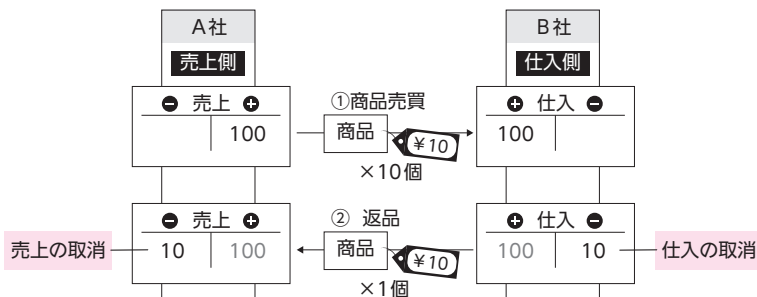 A社
B社
売上側
仕入側
− 売上 +
①商品売買
+ 仕入 −
100
商品
¥10
100
×10個
− 売上 +
② 返品
+ 仕入 −
売上の取消
10
100
商品
¥10
100
10
仕入の取消
×1個